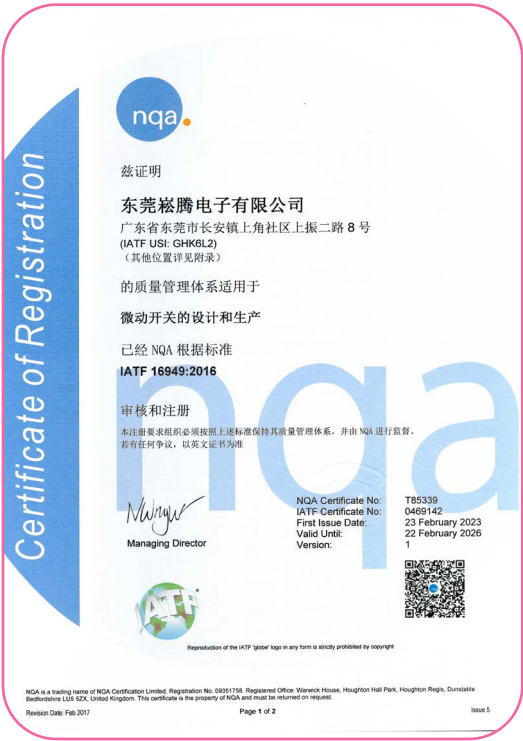 Certificate of Registration
nqa.
兹证明
东莞崧腾电子有限公司
广东省东莞市长安镇上角社区上振二路 8 号
(IATF USI: GHK6L2)
（其他位置详见附录）
的质量管理体系适用于
微动开关的设计和生产
已经 NQA 根据标准
IATF 16949:2016
审核和注册
本注册要求组织必须按照上述标准保持其质量管理体系，并由 NQA 进行监督。
若有任何争议，以英文证书为准
nqa
Managing Director
NQA Certificate No: T85339
IATF Certificate No: 0469142
First Issue Date: 23 February 2023
Valid Until: 22 February 2026
Version: 1
IATF
Reproduction of the IATF 'globe' logo in any form is strictly prohibited by copyright
NQA is a trading name of NQA Certification Limited, Registration No. 09351758. Registered Office: Warwick House, Houghton Hall Park, Houghton Regis, Dunstable
Bedfordshire LU5 5ZX, United Kingdom. This certificate is the property of NQA and must be returned on request.
Revision Date: Feb 2017 Page 1 of 2 Issue 5